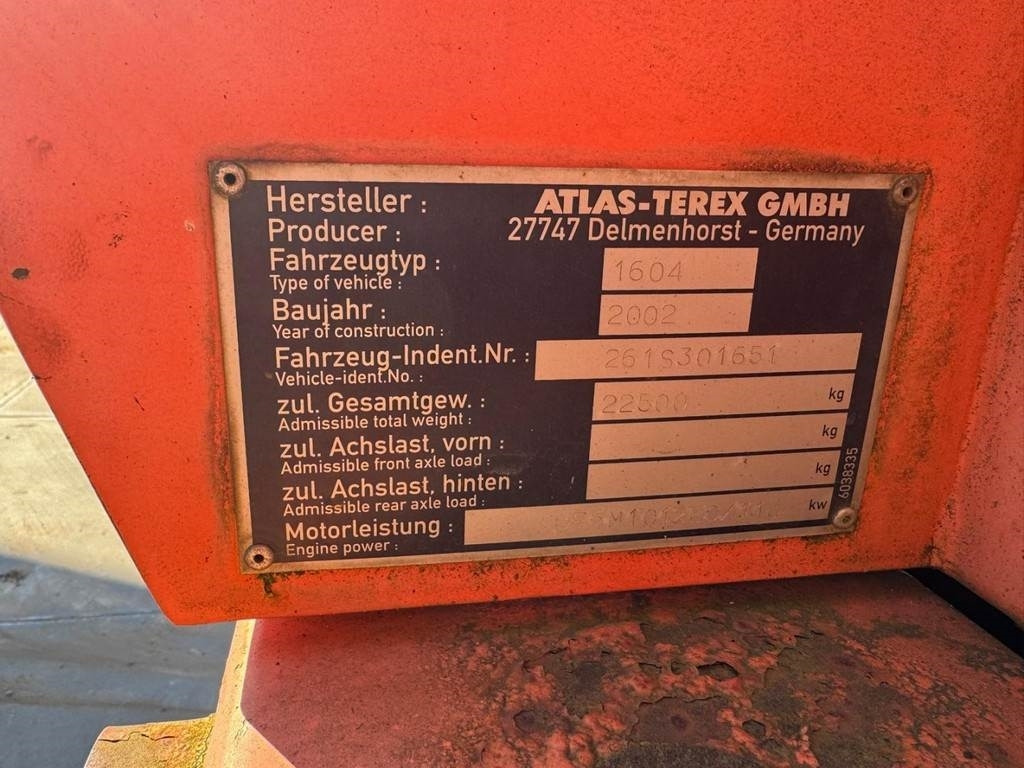 Hersteller : ATLAS-TEREX GMBH
Producer : 27747 Delmenhorst - Germany
Fahrzeugtyp : 1604
Type of vehicle :
Baujahr : 2002
Year of construction :
Fahrzeug-Indent.Nr. : 261S301651
Vehicle-ident.No. :
zul. Gesamtgew. : 22500 kg
Admissible total weight :
zul. Achslast, vorn : kg
Admissible front axle load :
zul. Achslast, hinten : kg
Admissible rear axle load :
Motorleistung : kw
Engine power :
6038335